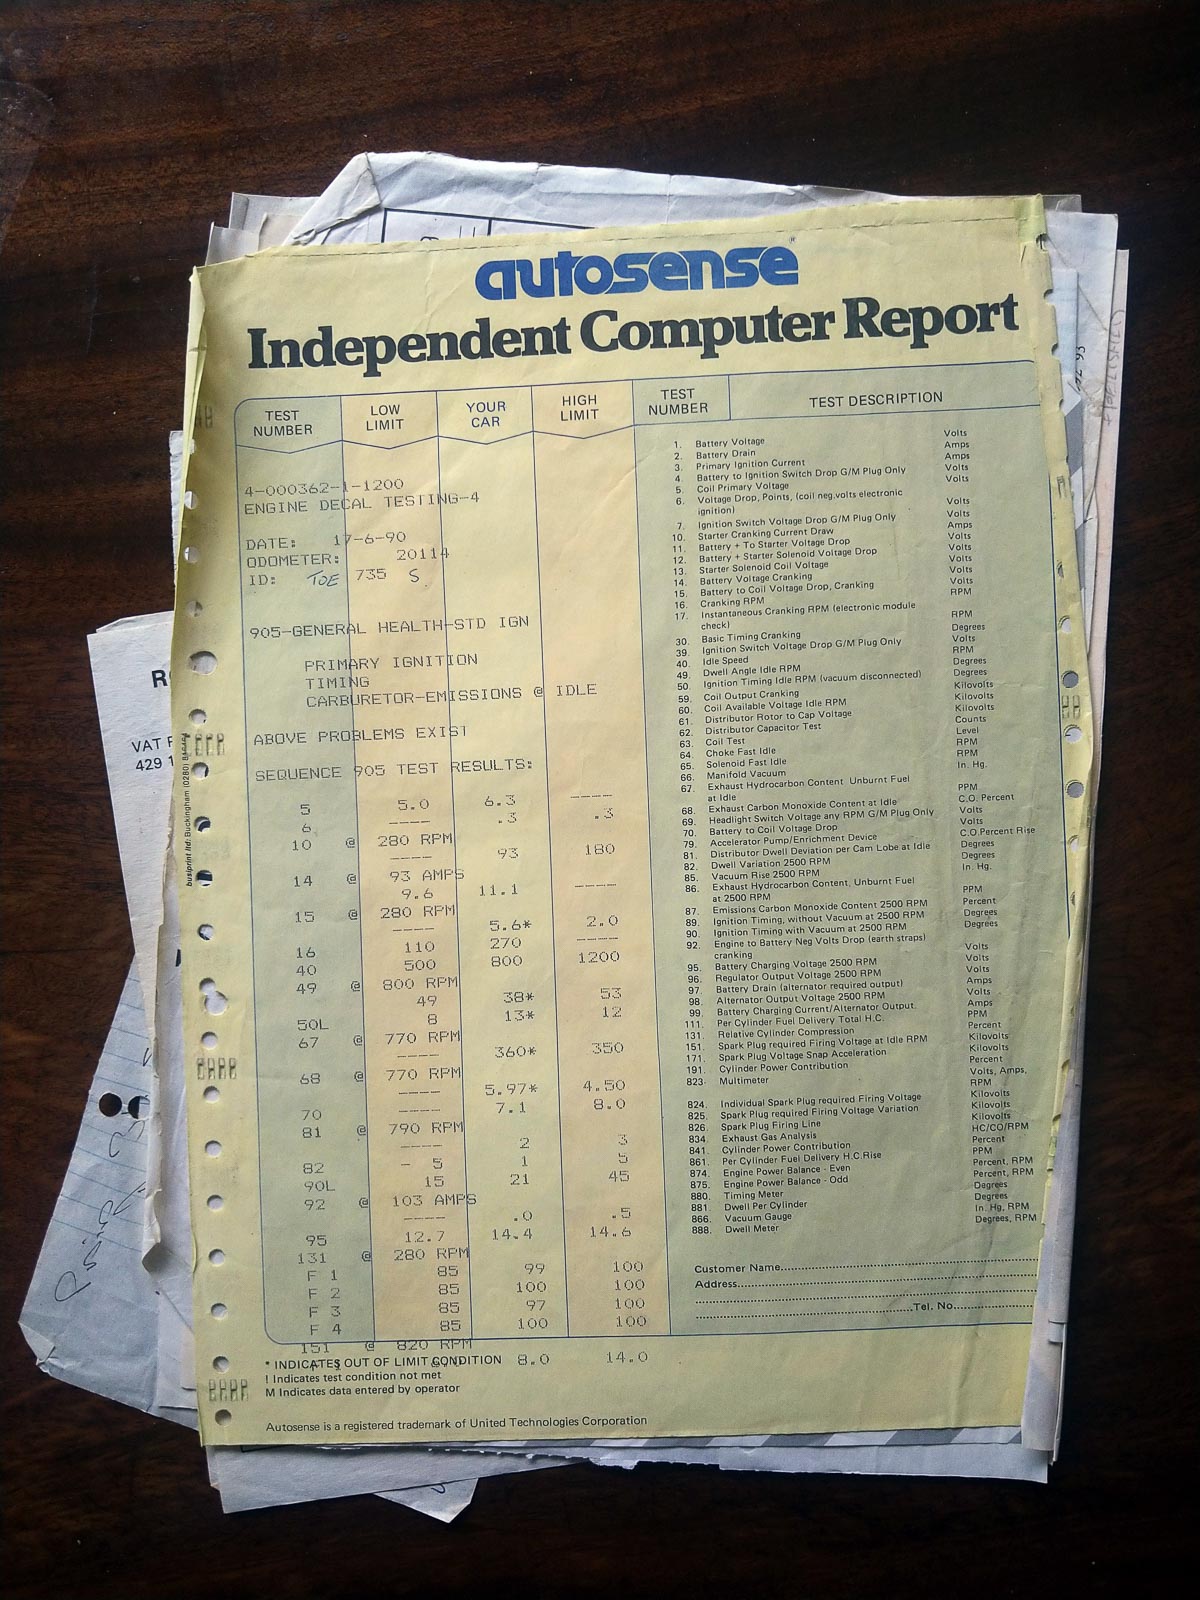 autosense®
Independent Computer Report
TEST NUMBER LOW LIMIT YOUR CAR HIGH LIMIT TEST NUMBER TEST DESCRIPTION
4-000362-1-1200
ENGINE DECAL TESTING-4
DATE: 17-6-90
ODOMETER: 20114
ID: TOE 735 S
905-GENERAL HEALTH-STD IGN
PRIMARY IGNITION
TIMING
CARBURETOR-EMISSIONS @ IDLE
ABOVE PROBLEMS EXIST
SEQUENCE 905 TEST RESULTS:
5 5.0 6.3 ----
6 ---- .3 .3
10 @ 280 RPM
---- 93 180
14 @ 93 AMPS
9.6 11.1 ----
15 @ 280 RPM
---- 5.6* 2.0
16 110 270 ----
40 500 800 1200
49 @ 800 RPM
49 38* 53
50L 8 13* 12
67 @ 770 RPM
---- 360* 350
68 @ 770 RPM
---- 5.97* 4.50
70 ---- 7.1 8.0
81 @ 790 RPM
---- 2 3
82 - 5 1 5
90L 15 21 45
92 @ 103 AMPS
---- .0 .5
95 12.7 14.4 14.6
131 @ 280 RPM
F 1 85 99 100
F 2 85 100 100
F 3 85 97 100
F 4 85 100 100
151 @ 820 RPM
8.0 14.0
* INDICATES OUT OF LIMIT CONDITION
! Indicates test condition not met
M Indicates data entered by operator
Autosense is a registered trademark of United Technologies Corporation
1. Battery Voltage Volts
2. Battery Drain Amps
3. Primary Ignition Current Amps
4. Battery to Ignition Switch Drop G/M Plug Only Volts
5. Coil Primary Voltage Volts
6. Voltage Drop, Points, (coil neg.volts electronic
ignition) Volts
7. Ignition Switch Voltage Drop G/M Plug Only Volts
10. Starter Cranking Current Draw Amps
11. Battery + To Starter Voltage Drop Volts
12. Battery + Starter Solenoid Voltage Drop Volts
13. Starter Solenoid Coil Voltage Volts
14. Battery Voltage Cranking Volts
15. Battery to Coil Voltage Drop, Cranking Volts
16. Cranking RPM RPM
17. Instantaneous Cranking RPM (electronic module
check) RPM
30. Basic Timing Cranking Degrees
39. Ignition Switch Voltage Drop G/M Plug Only Volts
40. Idle Speed RPM
49. Dwell Angle Idle RPM Degrees
50. Ignition Timing Idle RPM (vacuum disconnected) Degrees
59. Coil Output Cranking Kilovolts
60. Coil Available Voltage Idle RPM Kilovolts
61. Distributor Rotor to Cap Voltage Kilovolts
62. Distributor Capacitor Test Counts
63. Coil Test Level
64. Choke Fast Idle RPM
65. Solenoid Fast Idle RPM
66. Manifold Vacuum In. Hg.
67. Exhaust Hydrocarbon Content Unburnt Fuel
at Idle PPM
68. Exhaust Carbon Monoxide Content at Idle C.O. Percent
69. Headlight Switch Voltage any RPM G/M Plug Only Volts
70. Battery to Coil Voltage Drop Volts
79. Accelerator Pump/Enrichment Device C.O.Percent Rise
81. Distributor Dwell Deviation per Cam Lobe at Idle Degrees
82. Dwell Variation 2500 RPM Degrees
85. Vacuum Rise 2500 RPM In. Hg.
86. Exhaust Hydrocarbon Content, Unburnt Fuel
at 2500 RPM PPM
87. Emissions Carbon Monoxide Content 2500 RPM Percent
89. Ignition Timing, without Vacuum at 2500 RPM Degrees
90. Ignition Timing with Vacuum at 2500 RPM Degrees
92. Engine to Battery Neg Volts Drop (earth straps)
cranking Volts
95. Battery Charging Voltage 2500 RPM Volts
96. Regulator Output Voltage 2500 RPM Volts
97. Battery Drain (alternator required output) Amps
98. Alternator Output Voltage 2500 RPM Volts
99. Battery Charging Current/Alternator Output. Amps
111. Per Cylinder Fuel Delivery Total H.C. PPM
131. Relative Cylinder Compression Percent
151. Spark Plug required Firing Voltage at Idle RPM Kilovolts
171. Spark Plug Voltage Snap Acceleration Kilovolts
191. Cylinder Power Contribution Percent
823. Multimeter Volts, Amps,
RPM
824. Individual Spark Plug required Firing Voltage Kilovolts
825. Spark Plug required Firing Voltage Variation Kilovolts
826. Spark Plug Firing Line Kilovolts
834. Exhaust Gas Analysis HC/CO/RPM
841. Cylinder Power Contribution Percent
861. Per Cylinder Fuel Delivery H.C.Rise PPM
874. Engine Power Balance - Even Percent, RPM
875. Engine Power Balance - Odd Percent, RPM
880. Timing Meter Degrees
881. Dwell Per Cylinder Degrees
866. Vacuum Gauge In. Hg, RPM
888. Dwell Meter Degrees, RPM
Customer Name
Address
Tel. No
VAT
429 1